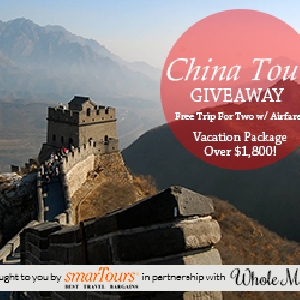 China Tou
GIVEAWAY
Free Trip For Two w/ Airfare
Vacation Package
Over $1,800!
ught to you by smarTours® in partnership with Whole M
BEST TRAVEL BARGAINS